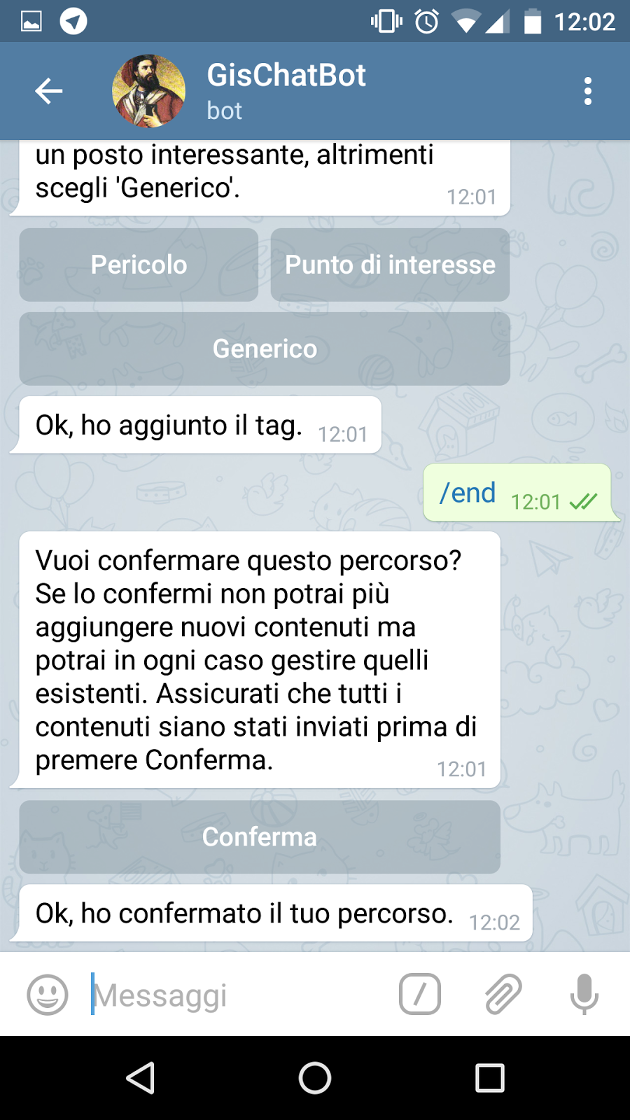 12:02
GisChatBot
bot
un posto interessante, altrimenti
scegli 'Generico'.
12:01
Pericolo
Punto di interesse
Generico
Ok, ho aggiunto il tag. 12:01
/end 12:01
Vuoi confermare questo percorso?
Se lo confermi non potrai più
aggiungere nuovi contenuti ma
potrai in ogni caso gestire quelli
esistenti. Assicurati che tutti i
contenuti siano stati inviati prima di
premere Conferma.
12:01
Conferma
Ok, ho confermato il tuo percorso. 12:02
Messaggi